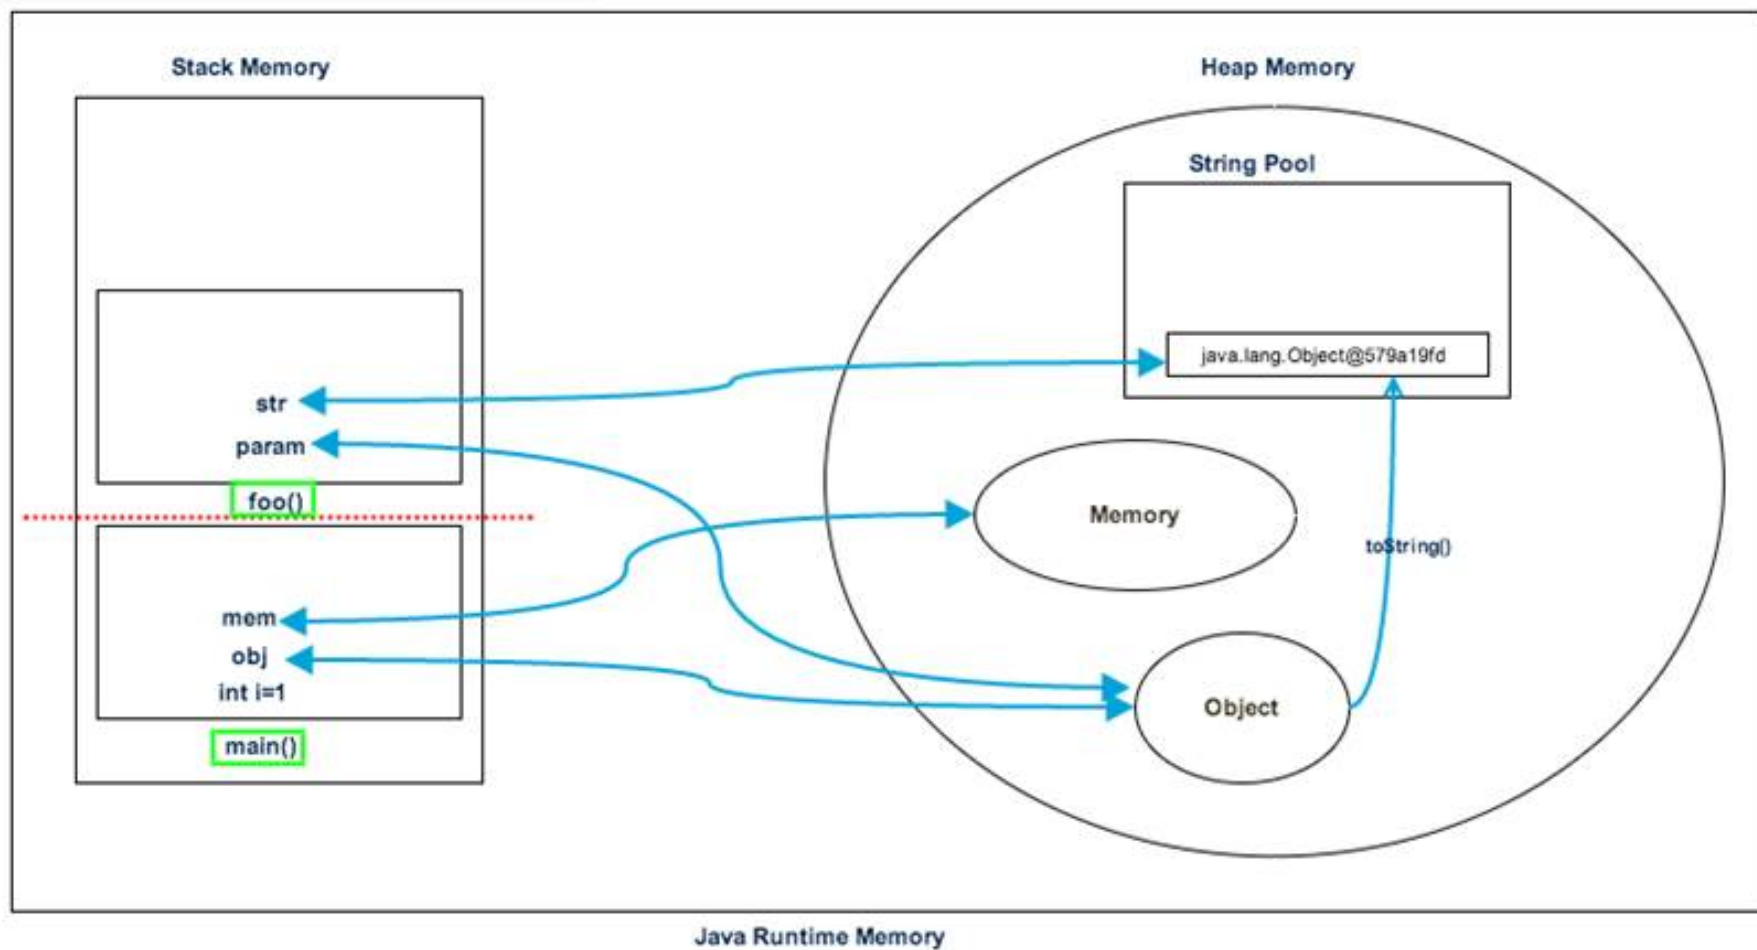 Stack Memory
Heap Memory
String Pool
java.lang.Object@579a19fd
str
param
foo()
Memory
toString()
mem
obj
int i=1
Object
main()
Java Runtime Memory